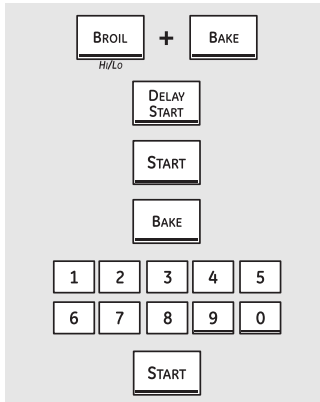 BROIL + BAKE
Hi/Lo
DELAY
START
START
BAKE
1 2 3 4 5
6 7 8 9 0
START